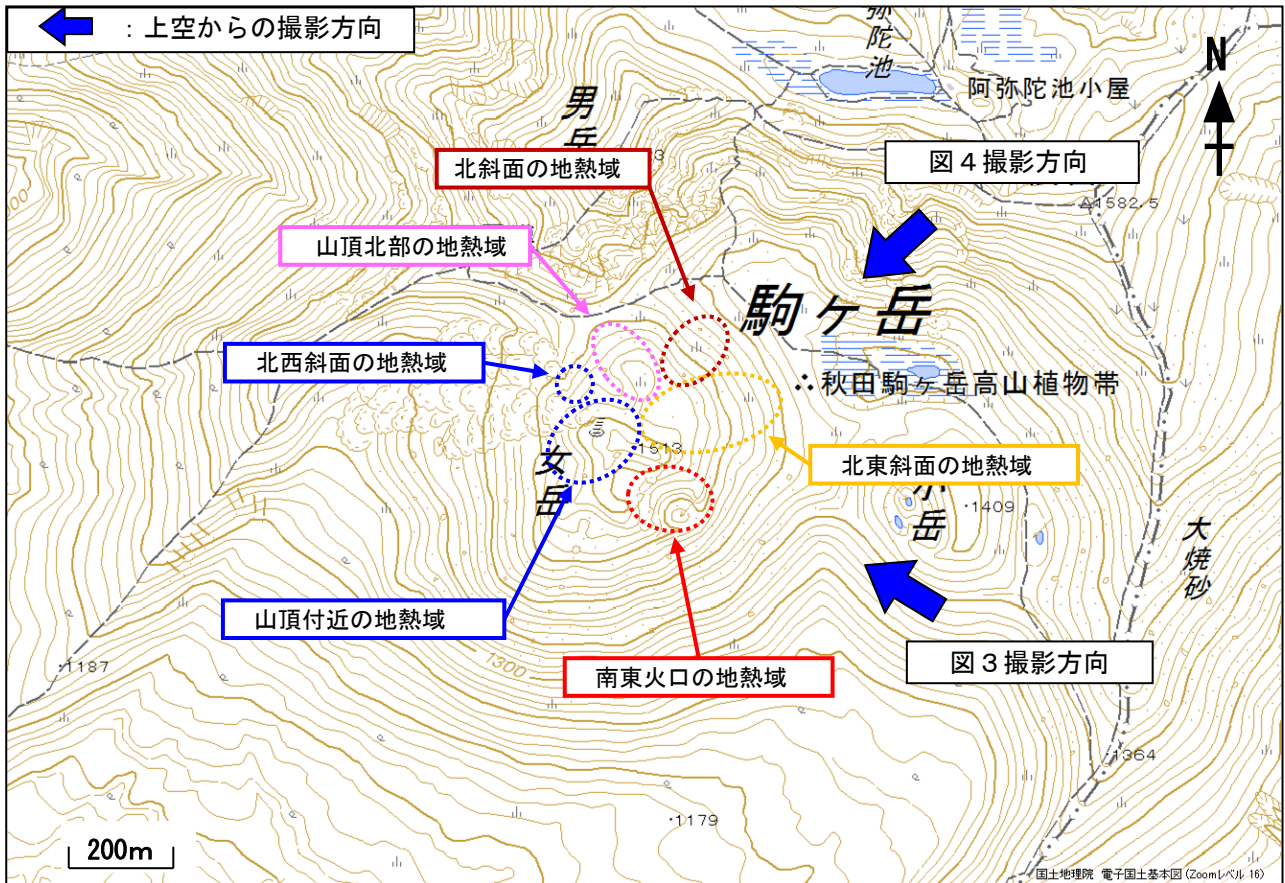 ：上空からの撮影方向
弥陀池
阿弥陀池小屋
N
男岳
図４撮影方向
北斜面の地熱域
1582.5
山頂北部の地熱域
駒ヶ岳
北西斜面の地熱域
秋田駒ヶ岳高山植物帯
1513
女岳
北東斜面の地熱域
小岳
1409
大焼砂
山頂付近の地熱域
図３撮影方向
1187
1300
南東火口の地熱域
1364
1179
200m
国土地理院 電子国土基本図(Zoomレベル 16)